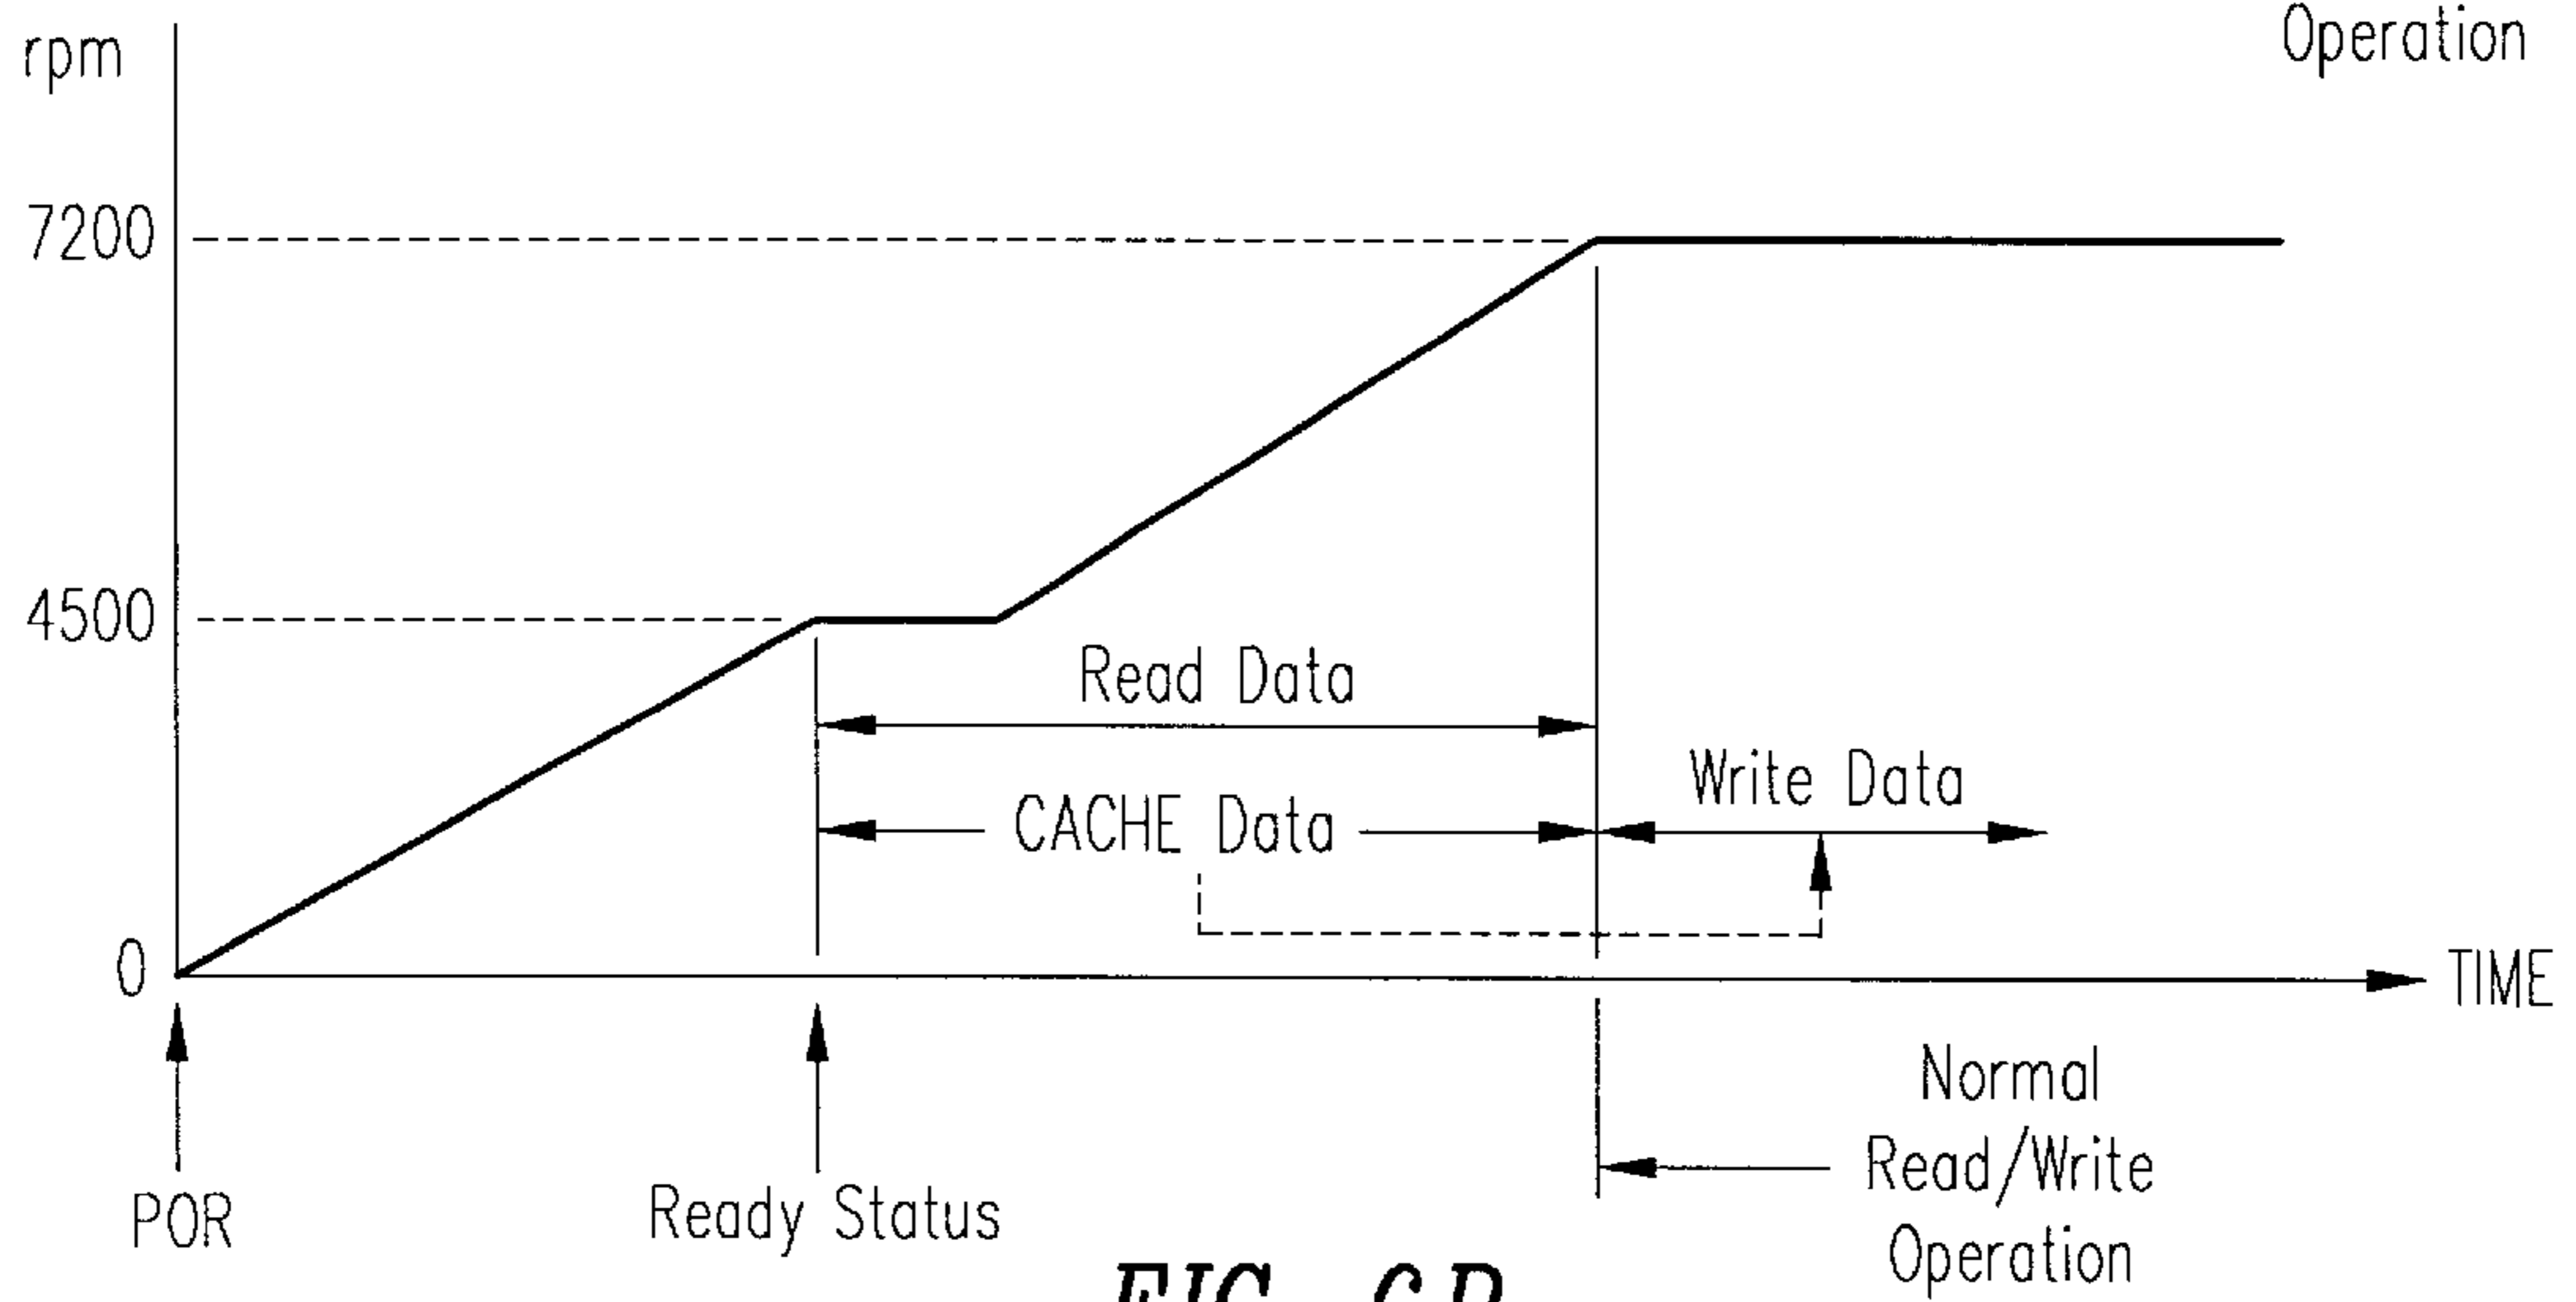 Operation
rpm
7200
4500
Read Data
Write Data
CACHE Data
0
TIME
POR
Ready Status
Normal
Read/Write
Operation